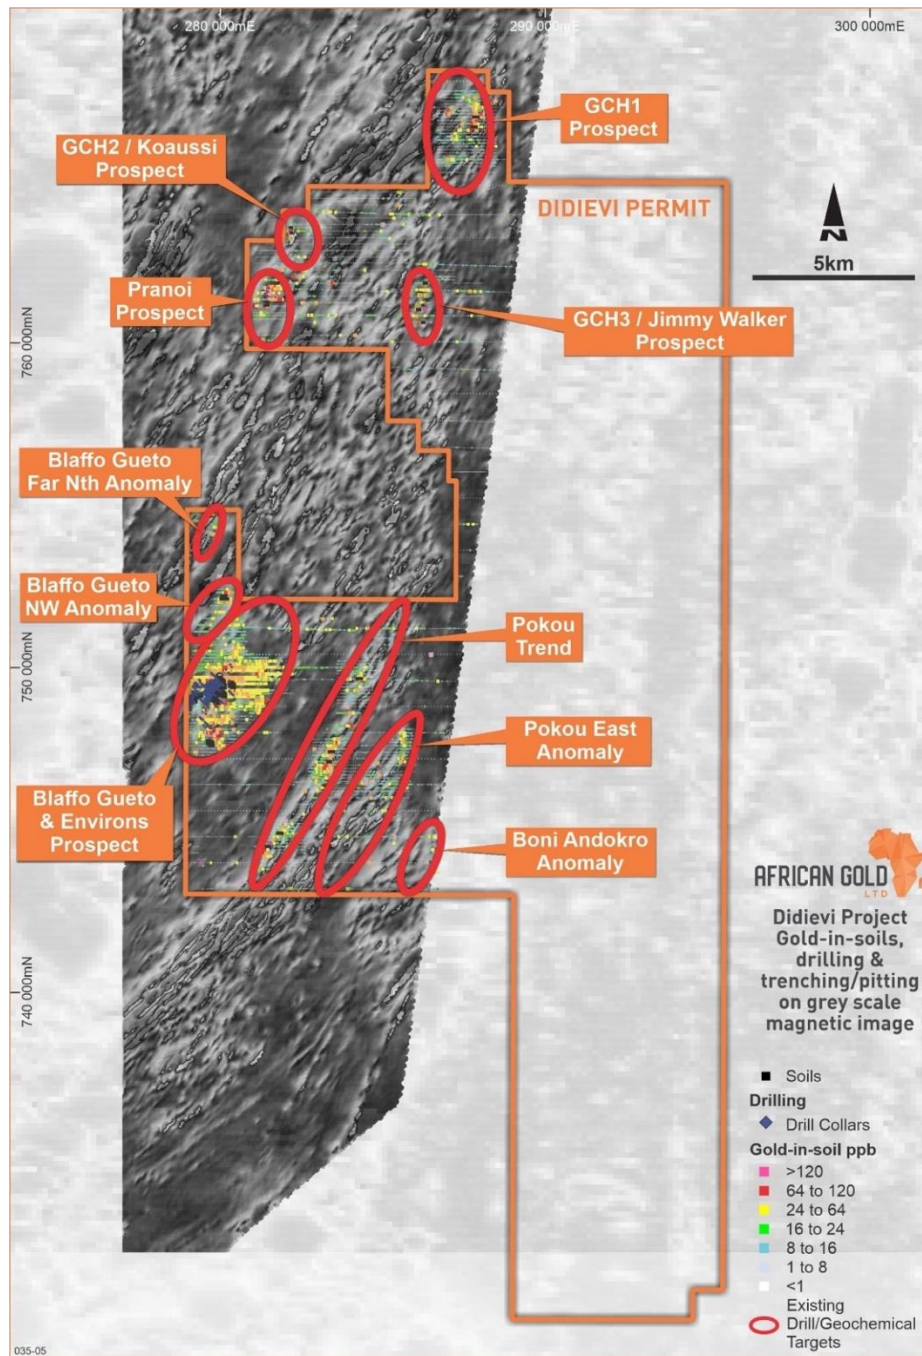 280 000mE
290 000mE
300 000mE
GCH1
Prospect
GCH2 / Koaussi
Prospect
DIDIEVI PERMIT
N
5km
Pranoi
Prospect
GCH3 / Jimmy Walker
Prospect
760 000mN
Blaffo Gueto
Far Nth Anomaly
Blaffo Gueto
NW Anomaly
Pokou
Trend
750 000mN
Pokou East
Anomaly
Blaffo Gueto
& Environs
Prospect
Boni Andokro
Anomaly
AFRICAN GOLD
LTD
Didievi Project
Gold-in-soils,
drilling &
trenching/pitting
on grey scale
magnetic image
740 000mN
Soils
Drilling
Drill Collars
Gold-in-soil ppb
>120
64 to 120
24 to 64
16 to 24
8 to 16
1 to 8
<1
Existing
Drill/Geochemical
Targets
035-05